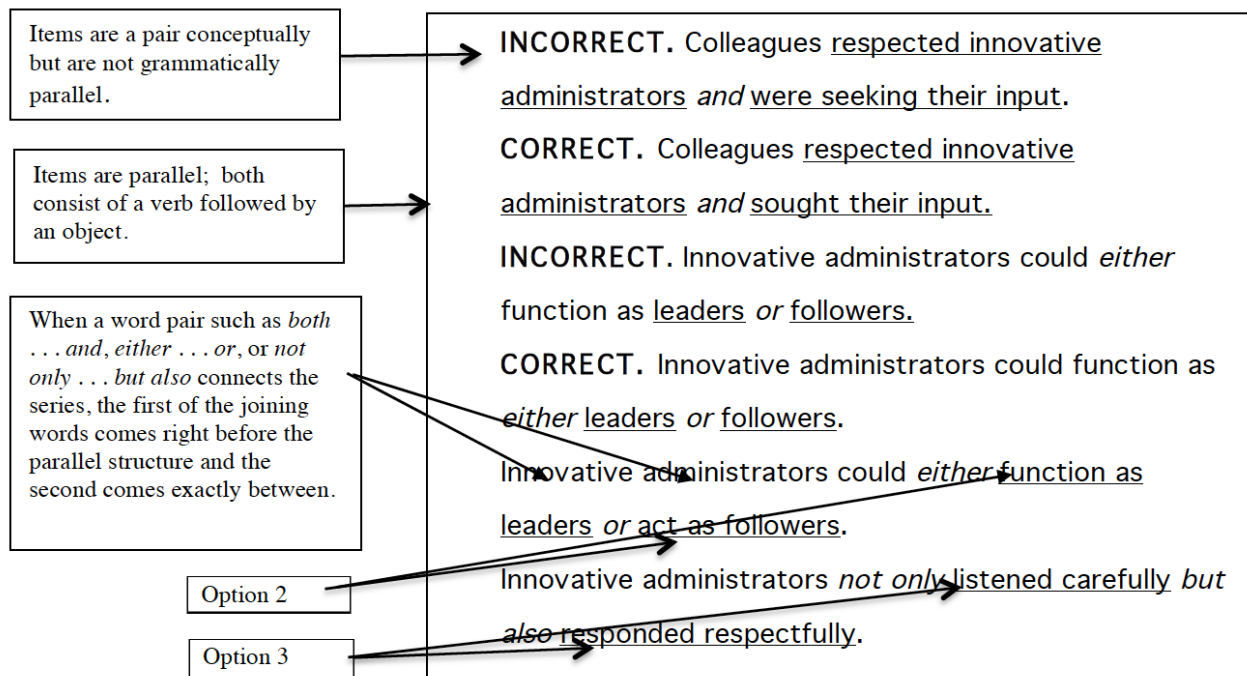 Items are a pair conceptually
but are not grammatically
parallel.
Items are parallel; both
consist of a verb followed by
an object.
When a word pair such as both
. . . and, either . . . or, or not
only . . . but also connects the
series, the first of the joining
words comes right before the
parallel structure and the
second comes exactly between.
Option 2
Option 3
INCORRECT. Colleagues respected innovative
administrators and were seeking their input.
CORRECT. Colleagues respected innovative
administrators and sought their input.
INCORRECT. Innovative administrators could either
function as leaders or followers.
CORRECT. Innovative administrators could function as
either leaders or followers.
Innovative administrators could either function as
leaders or act as followers.
Innovative administrators not only listened carefully but
also responded respectfully.